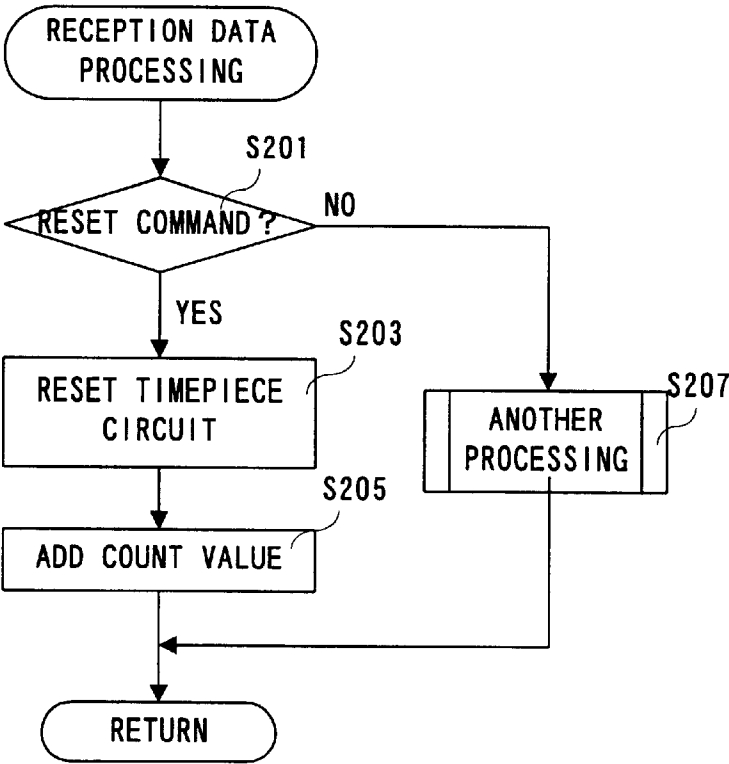 RECEPTION DATA
PROCESSING
S201
RESET COMMAND?
NO
YES
S203
RESET TIMEPIECE
CIRCUIT
S207
ANOTHER
PROCESSING
S205
ADD COUNT VALUE
RETURN